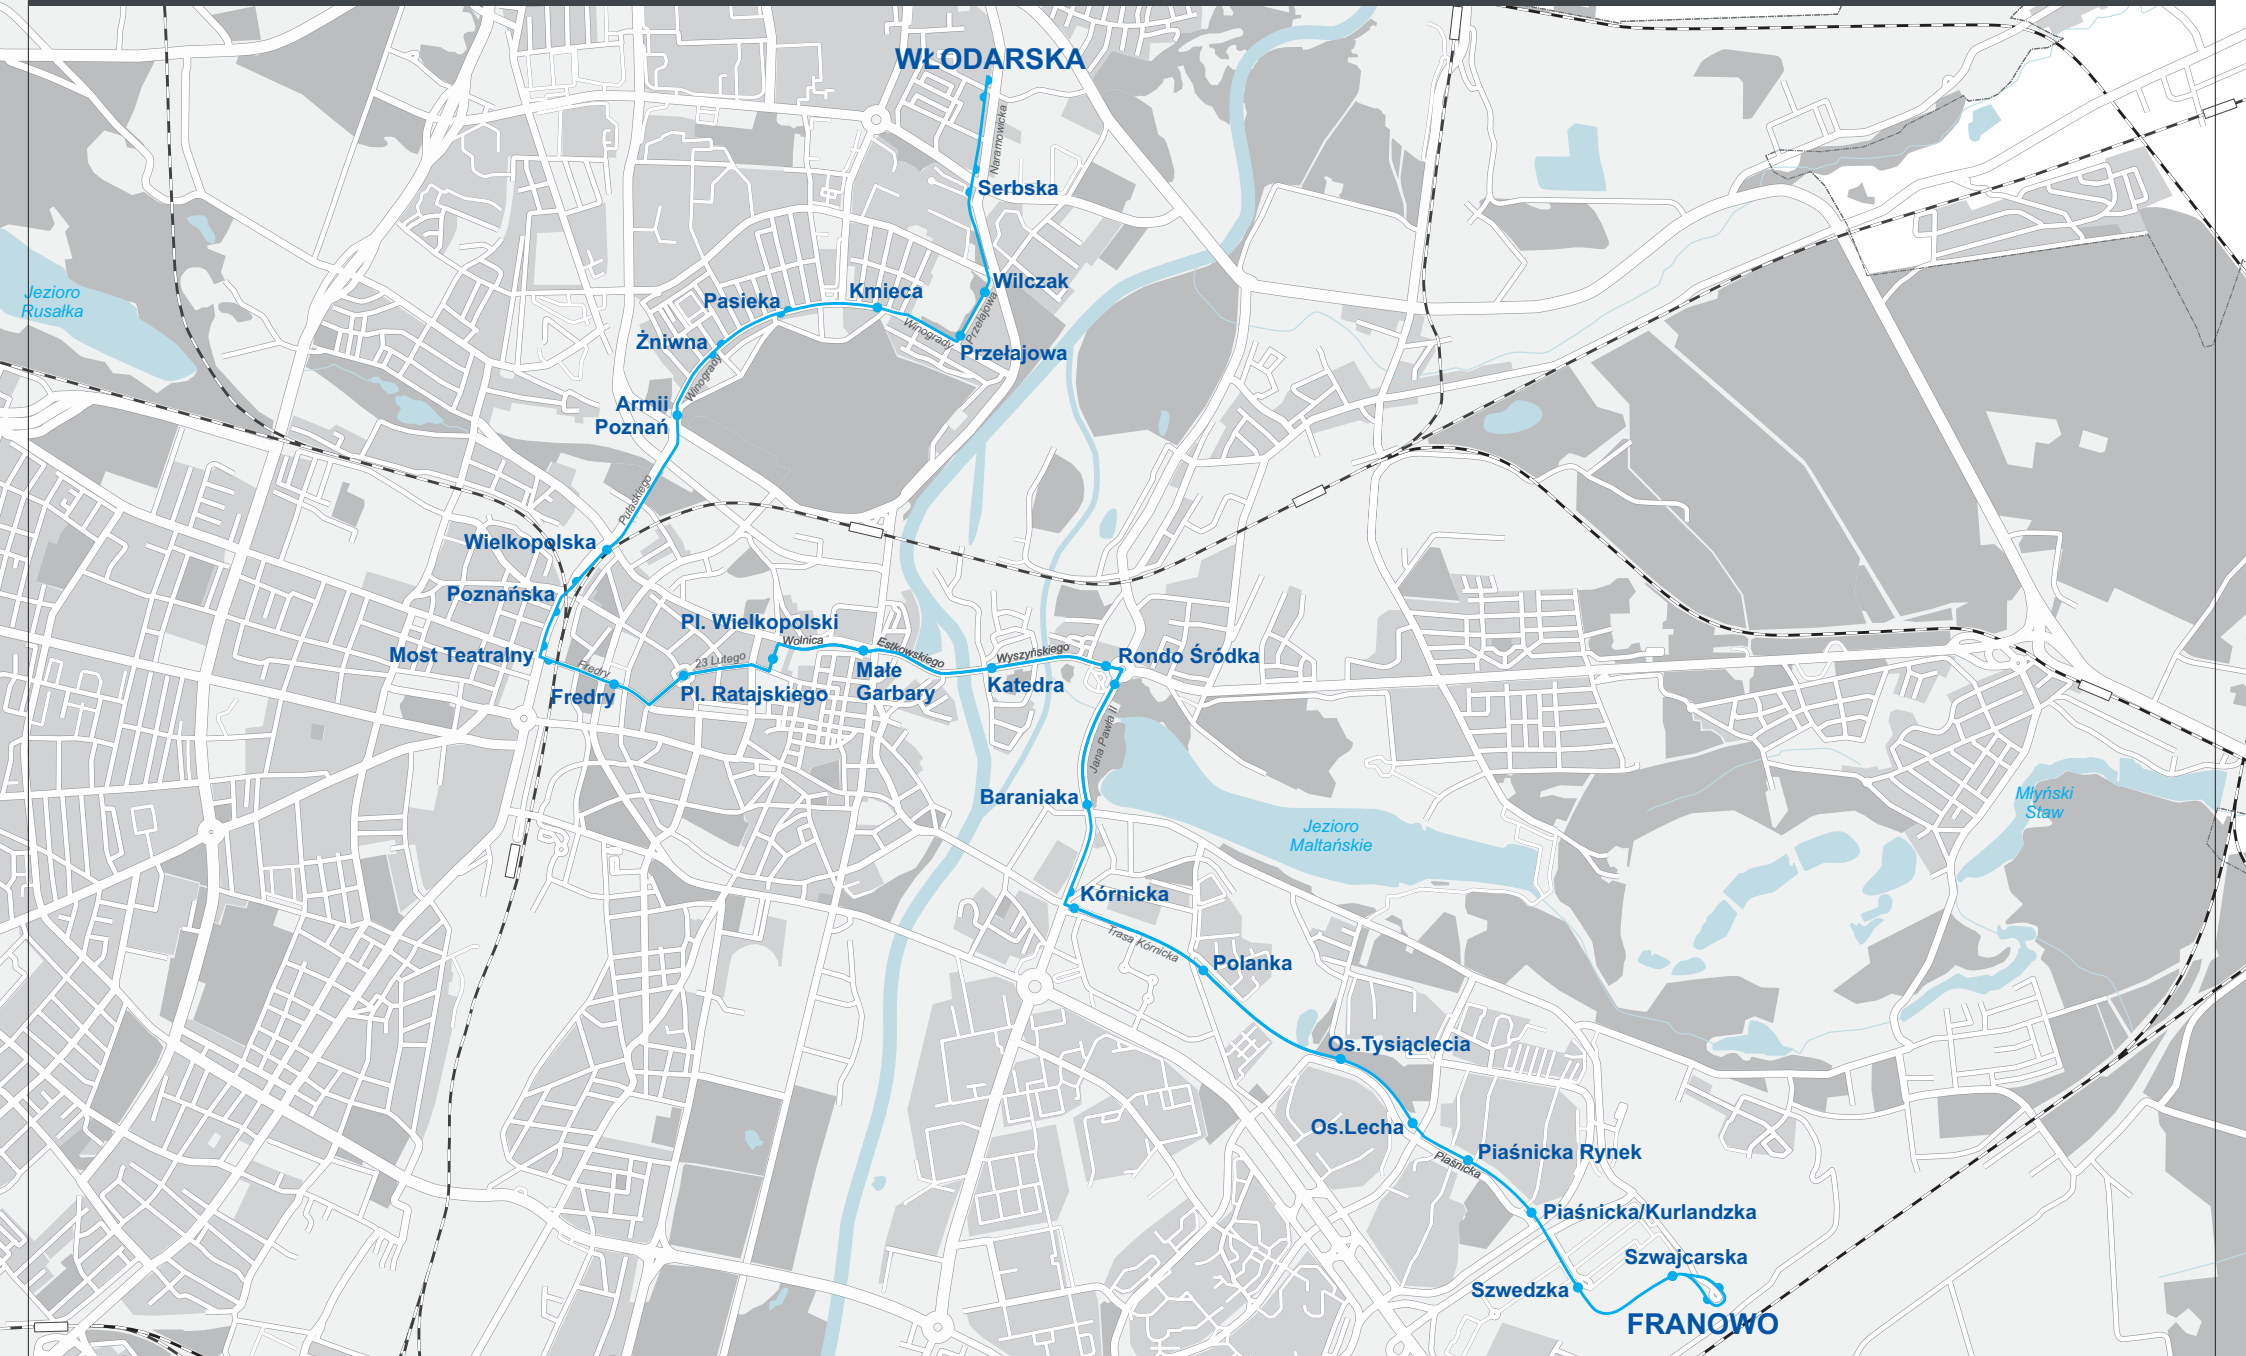 WŁODARSKA
Naramowicka
Serbska
Wilczak
Przełajowa
Przełajowa
Winogrady
Kmieca
Pasieka
Żniwna
Winogrady
Armii
Poznań
Pułaskiego
Wielkopolska
Poznańska
Most Teatralny
Fredry
Fredry
Pl. Ratajskiego
23 Lutego
Pl. Wielkopolski
Wolnica
Małe
Garbary
Estkowskiego
Katedra
Wyszyńskiego
Rondo Śródka
Jana Pawła II
Baraniaka
Kórnicka
Trasa Kórnicka
Polanka
Os.Tysiąclecia
Os.Lecha
Piaśnicka
Piaśnicka Rynek
Piaśnicka/Kurlandzka
Szwedzka
Szwajcarska
FRANOWO
Jezioro
Rusałka
Jezioro
Maltańskie
Młyński
Staw